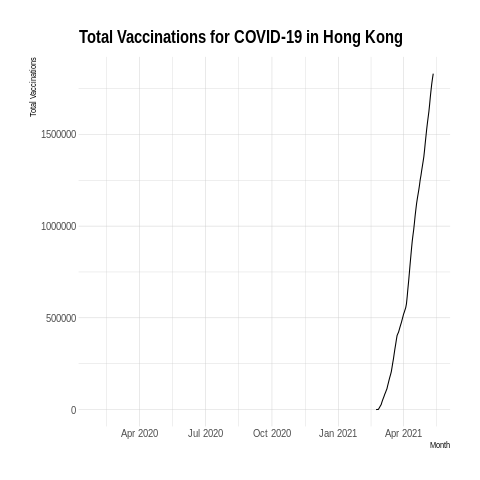 Total Vaccinations for COVID-19 in Hong Kong
Total Vaccinations
1500000
1000000
500000
0
Apr 2020 Jul 2020 Oct 2020 Jan 2021 Apr 2021
Month